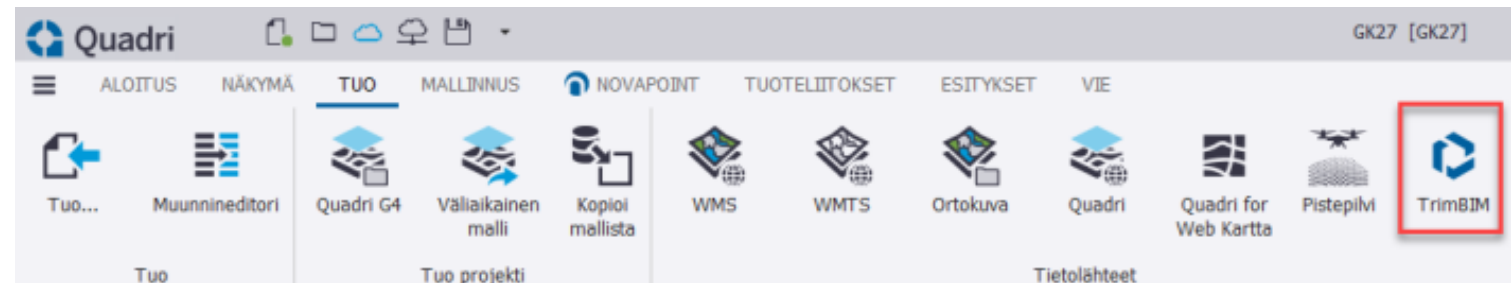 Quadri
GK27 [GK27]
ALOITUS NÄKYMÄ TUO MALLINNUS NOVAPOINT TUOTELIITOKSET ESITYKSET VIE
Tuo... Muunnineditori Quadri G4 Väliaikainen malli Kopioi mallista WMS WMTS Ortokuva Quadri Quadri for Web Kartta Pistepilvi TrimBIM
Tuo Tuo projekti Tietolähteet